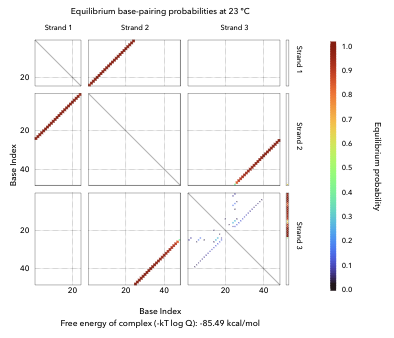 Equilibrium base-pairing probabilities at 23 °C
Strand 1 Strand 2 Strand 3
20
Strand 1
20
40
Strand 2
20
40
Strand 3
20 20 40 20 40
Base Index
Base Index
Free energy of complex (-kT log Q): -85.49 kcal/mol
1.0
0.9
0.8
0.7
0.6
0.5
0.4
0.3
0.2
0.1
0.0
Equilibrium probability